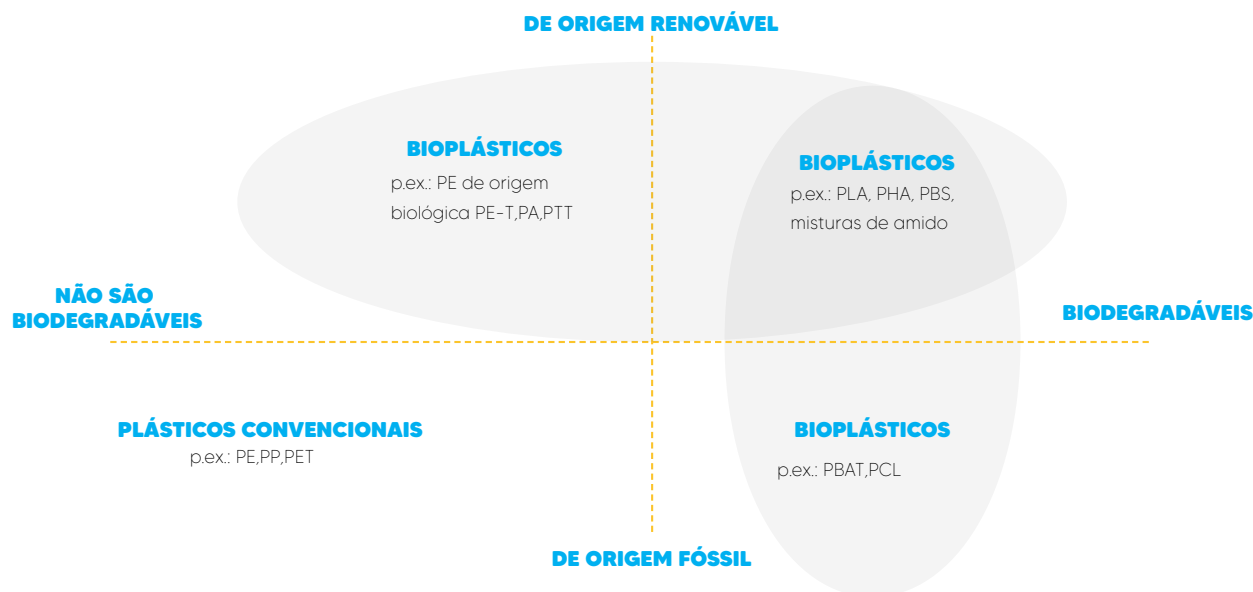 DE ORIGEM RENOVÁVEL
BIOPLÁSTICOS
p.ex.: PE de origem
biológica PE-T,PA,PTT
BIOPLÁSTICOS
p.ex.: PLA, PHA, PBS,
misturas de amido
NÃO SÃO
BIODEGRADÁVEIS
BIODEGRADÁVEIS
PLÁSTICOS CONVENCIONAIS
p.ex.: PE,PP,PET
BIOPLÁSTICOS
p.ex.: PBAT,PCL
DE ORIGEM FÓSSIL